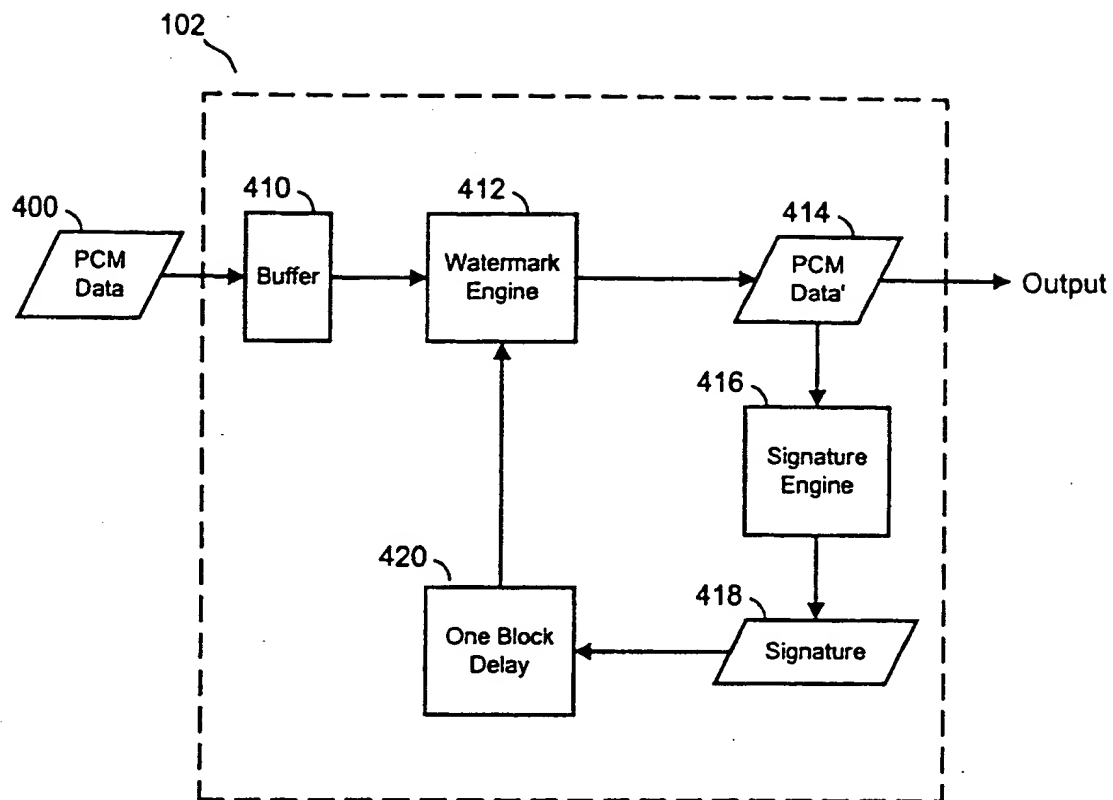 102
400
PCM
Data
410
Buffer
412
Watermark
Engine
414
PCM
Data'
Output
416
Signature
Engine
418
Signature
420
One Block
Delay